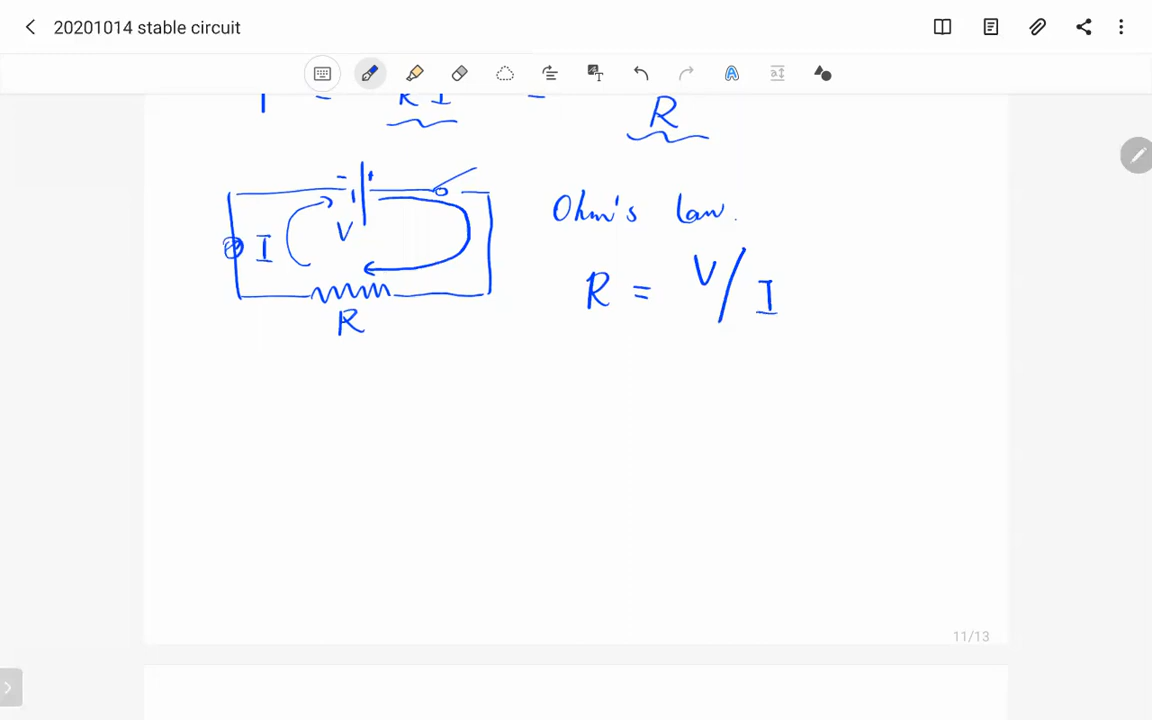 20201014 stable circuit
R I
=
R
- +
V
I
R
Ohm's law.
R = V/I
11/13